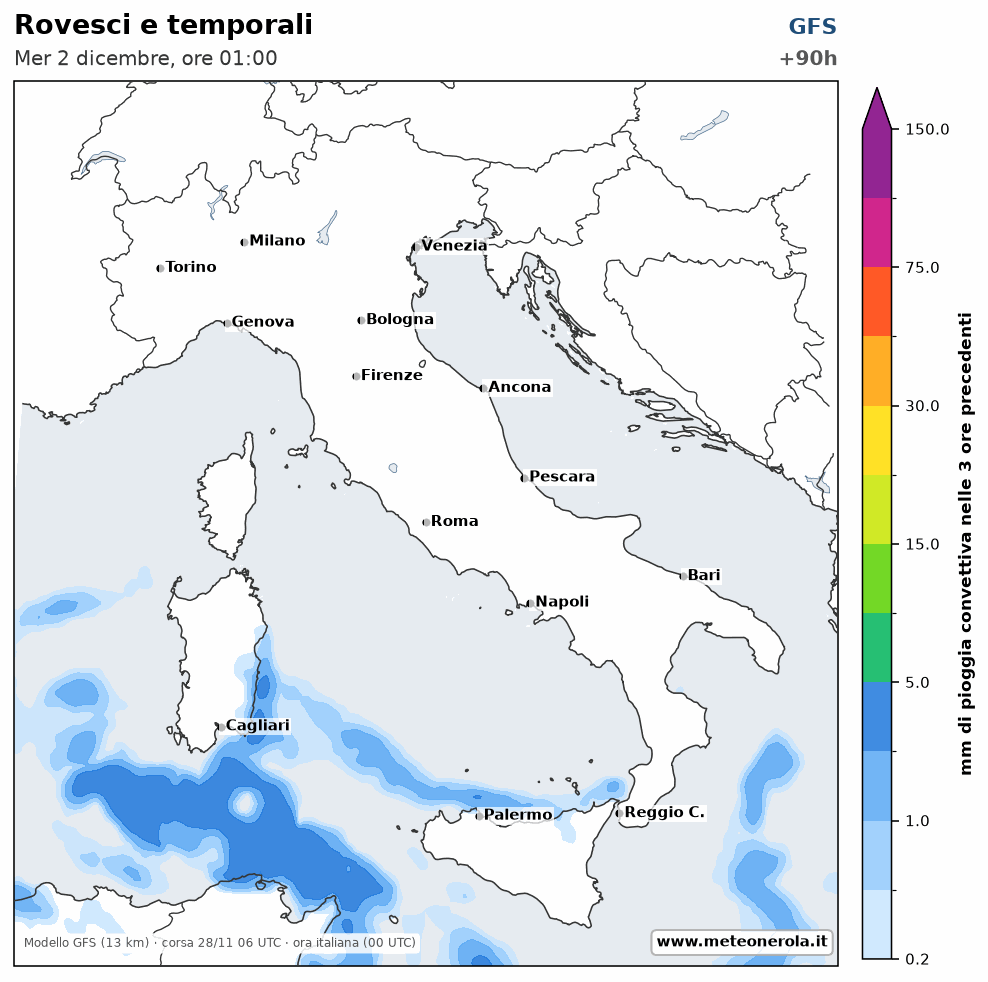 Rovesci e temporali
GFS
Mer 2 dicembre, ore 01:00
+90h
150.0
75.0
30.0
15.0
5.0
1.0
0.2
mm di pioggia convettiva nelle 3 ore precedenti
Milano
Venezia
Torino
Genova
Bologna
Firenze
Ancona
Pescara
Roma
Bari
Napoli
Cagliari
Palermo
Reggio C.
Modello GFS (13 km) · corsa 28/11 06 UTC · ora italiana (00 UTC)
www.meteonerola.it